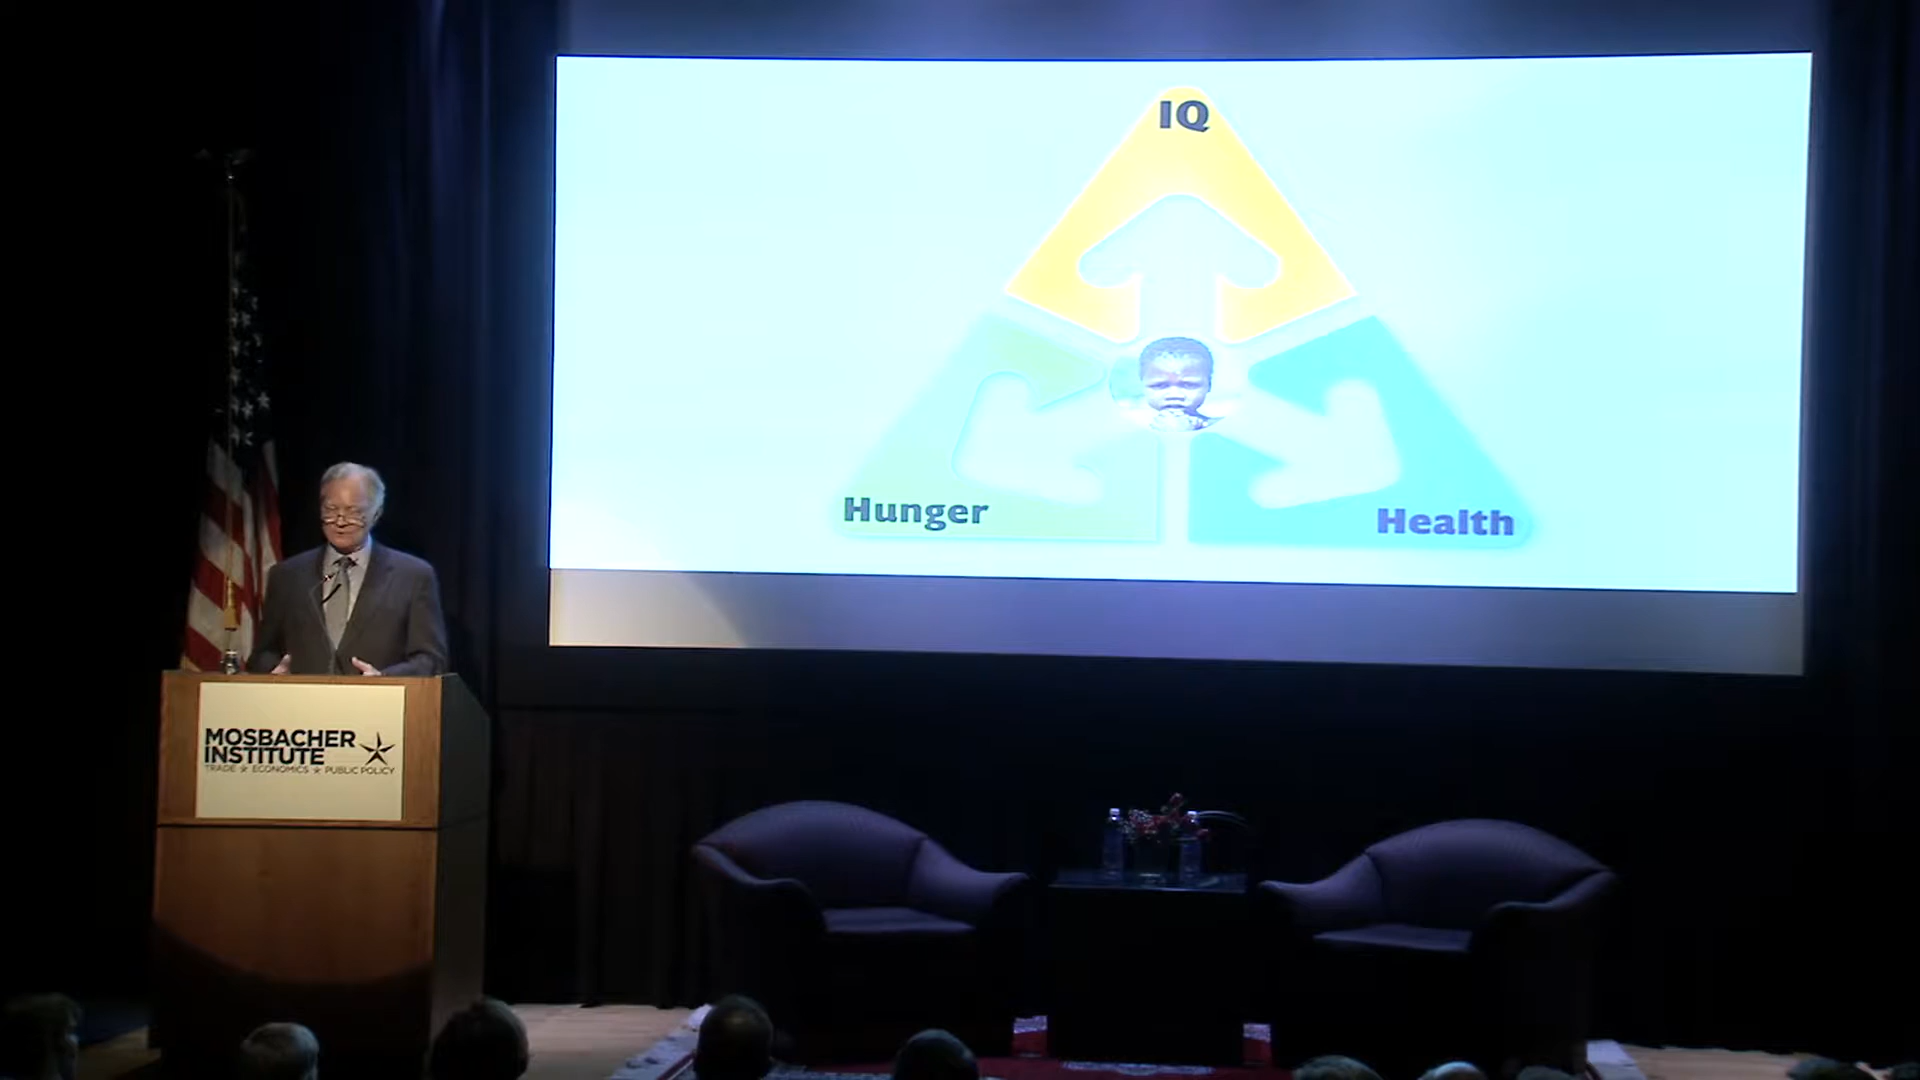 IQ
Hunger
Health
MOSBACHER
INSTITUTE
TRADE ★ ECONOMICS ★ PUBLIC POLICY